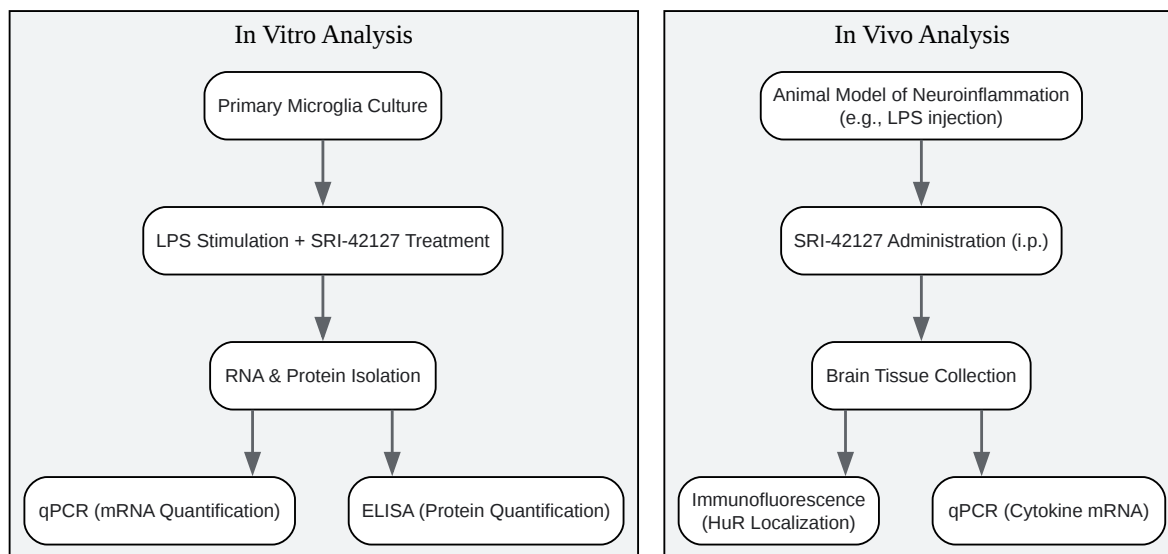 In Vitro Analysis
Primary Microglia Culture
LPS Stimulation + SRI-42127 Treatment
RNA & Protein Isolation
qPCR (mRNA Quantification)
ELISA (Protein Quantification)
In Vivo Analysis
Animal Model of Neuroinflammation
(e.g., LPS injection)
SRI-42127 Administration (i.p.)
Brain Tissue Collection
Immunofluorescence
(HuR Localization)
qPCR (Cytokine mRNA)